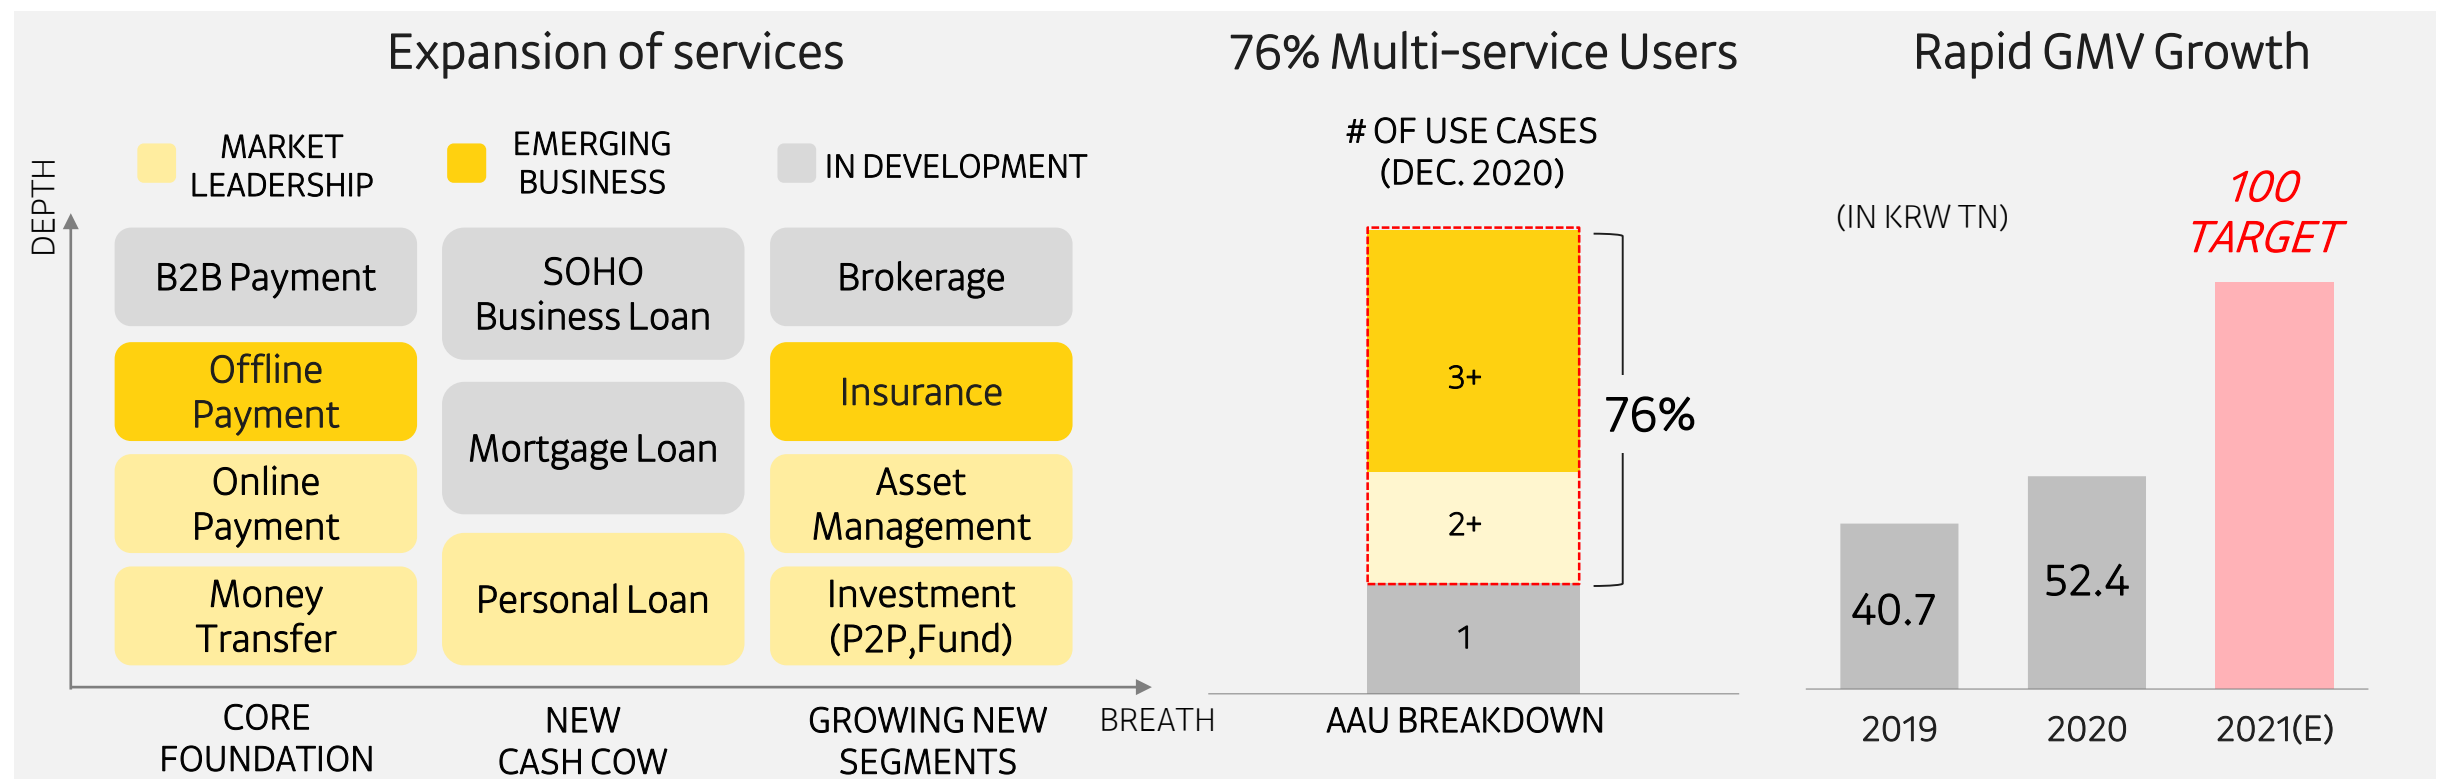 Expansion of services
MARKET
LEADERSHIP
EMERGING
BUSINESS
IN DEVELOPMENT
DEPTH
B2B Payment
Offline
Payment
Online
Payment
Money
Transfer
SOHO
Business Loan
Mortgage Loan
Personal Loan
Brokerage
Insurance
Asset
Management
Investment
(P2P,Fund)
CORE
FOUNDATION
NEW
CASH COW
GROWING NEW
SEGMENTS
BREATH
76% Multi-service Users
# OF USE CASES
(DEC. 2020)
3+
2+
1
76%
AAU BREAKDOWN
Rapid GMV Growth
(IN KRW TN)
100
TARGET
40.7
52.4
2019
2020
2021(E)